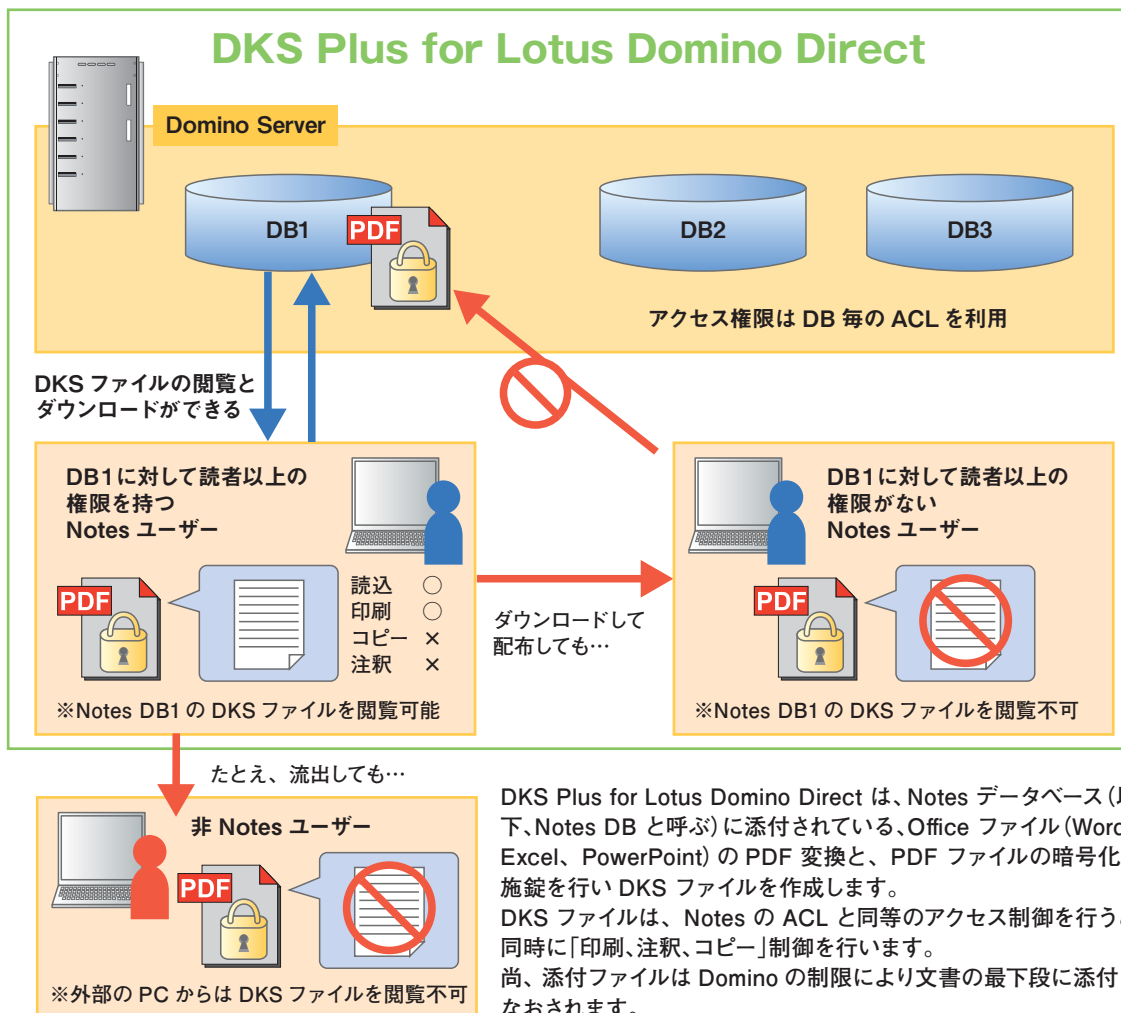 DKS Plus for Lotus Domino Direct
Domino Server
DB1
PDF
DB2
DB3
アクセス権限は DB 毎の ACL を利用
DKS ファイルの閲覧と
ダウンロードができる
DB1に対して読者以上の
権限を持つ
Notes ユーザー
PDF
読込 ○
印刷 ○
コピー ×
注釈 ×
※Notes DB1 の DKS ファイルを閲覧可能
ダウンロードして
配布しても…
DB1に対して読者以上の
権限がない
Notes ユーザー
PDF
※Notes DB1 の DKS ファイルを閲覧不可
たとえ、流出しても…
非 Notes ユーザー
PDF
※外部の PC からは DKS ファイルを閲覧不可
DKS Plus for Lotus Domino Direct は、Notes データベース（以
下、Notes DB と呼ぶ）に添付されている、Office ファイル（Word
Excel、PowerPoint）の PDF 変換と、PDF ファイルの暗号化
施錠を行い DKS ファイルを作成します。
DKS ファイルは、Notes の ACL と同等のアクセス制御を行う
同時に「印刷、注釈、コピー」制御を行います。
尚、添付ファイルは Domino の制限により文書の最下段に添付
なおされます。